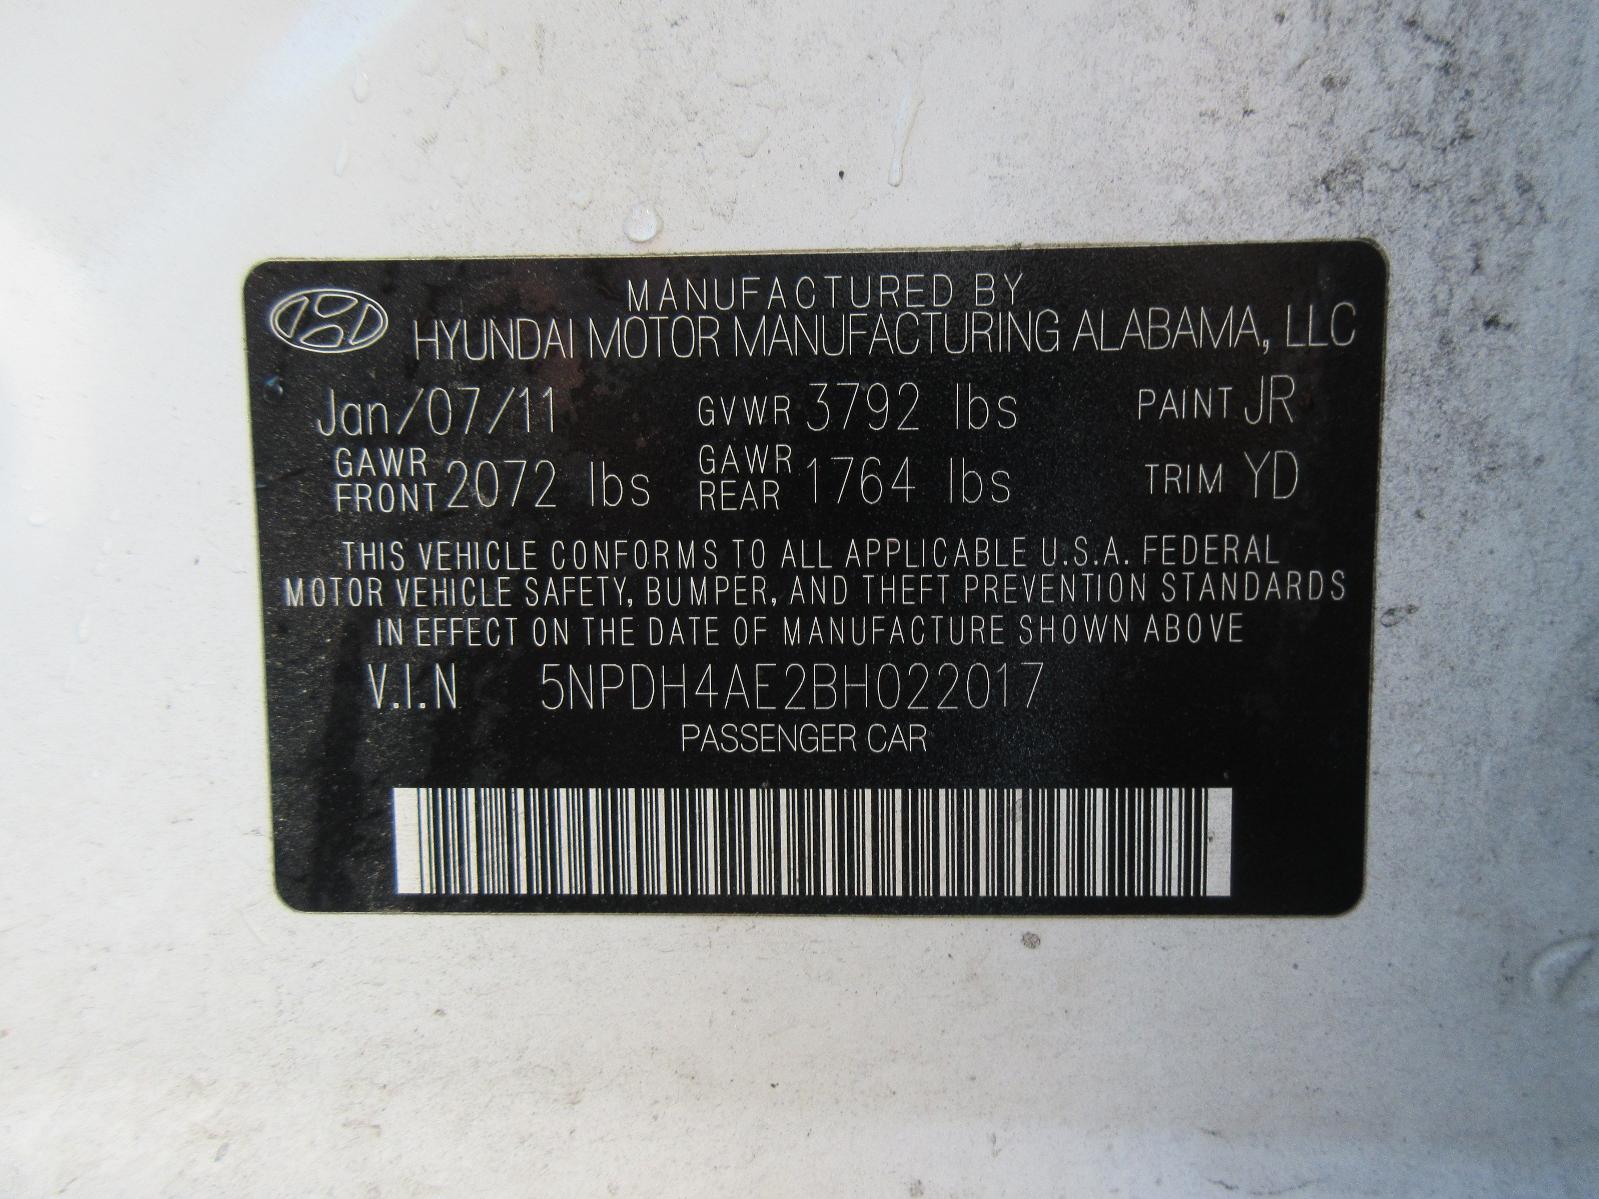 MANUFACTURED BY
HYUNDAI MOTOR MANUFACTURING ALABAMA, LLC
Jan/07/11 GVWR 3792 lbs PAINT JR
GAWR FRONT 2072 lbs GAWR REAR 1764 lbs TRIM YD
THIS VEHICLE CONFORMS TO ALL APPLICABLE U.S.A. FEDERAL
MOTOR VEHICLE SAFETY, BUMPER, AND THEFT PREVENTION STANDARDS
IN EFFECT ON THE DATE OF MANUFACTURE SHOWN ABOVE
V.I.N 5NPDH4AE2BH022017
PASSENGER CAR